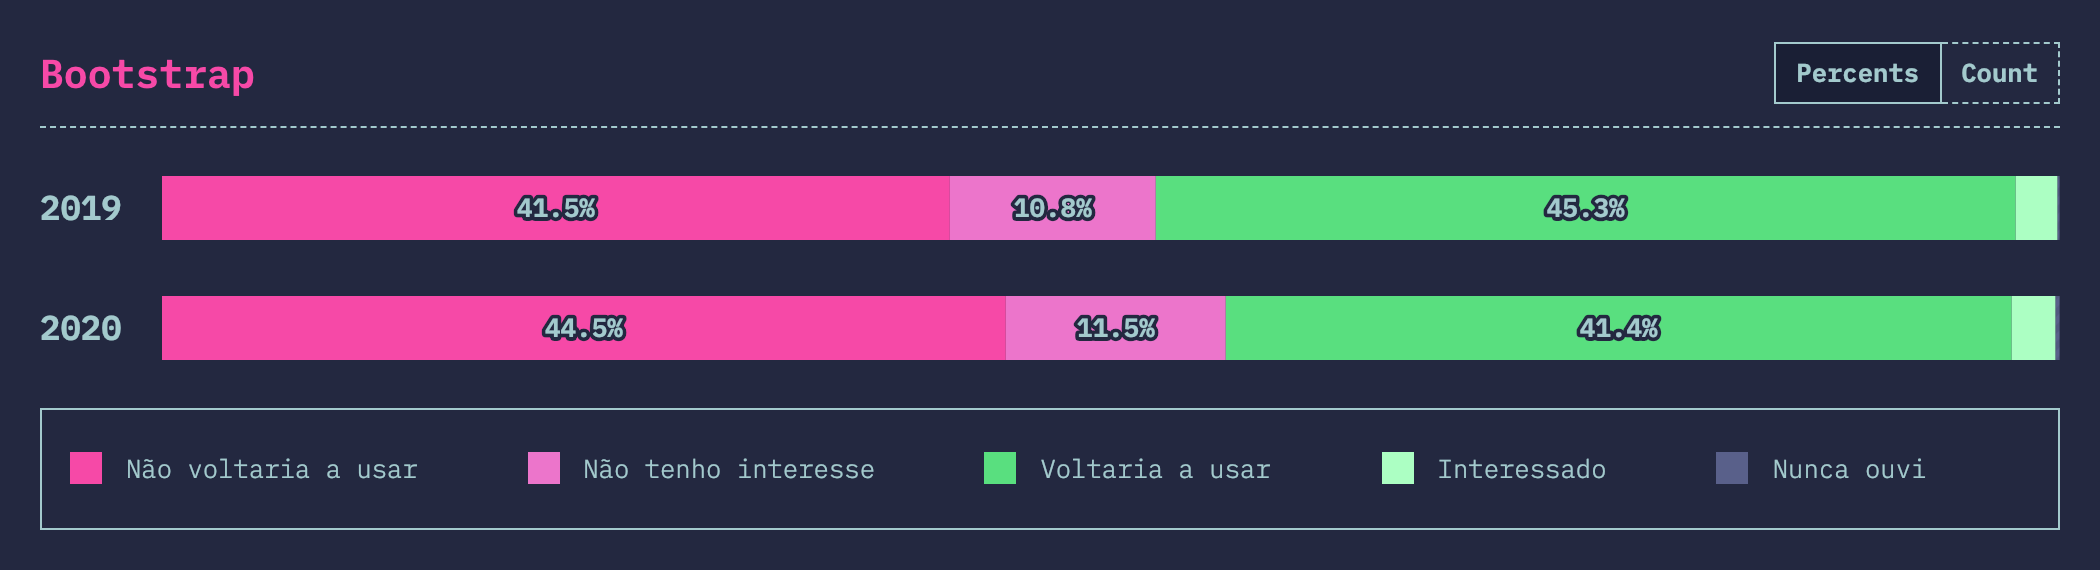 Bootstrap
Percents Count
2019 41.5% 10.8% 45.3%
2020 44.5% 11.5% 41.4%
Não voltaria a usar Não tenho interesse Voltaria a usar Interessado Nunca ouvi